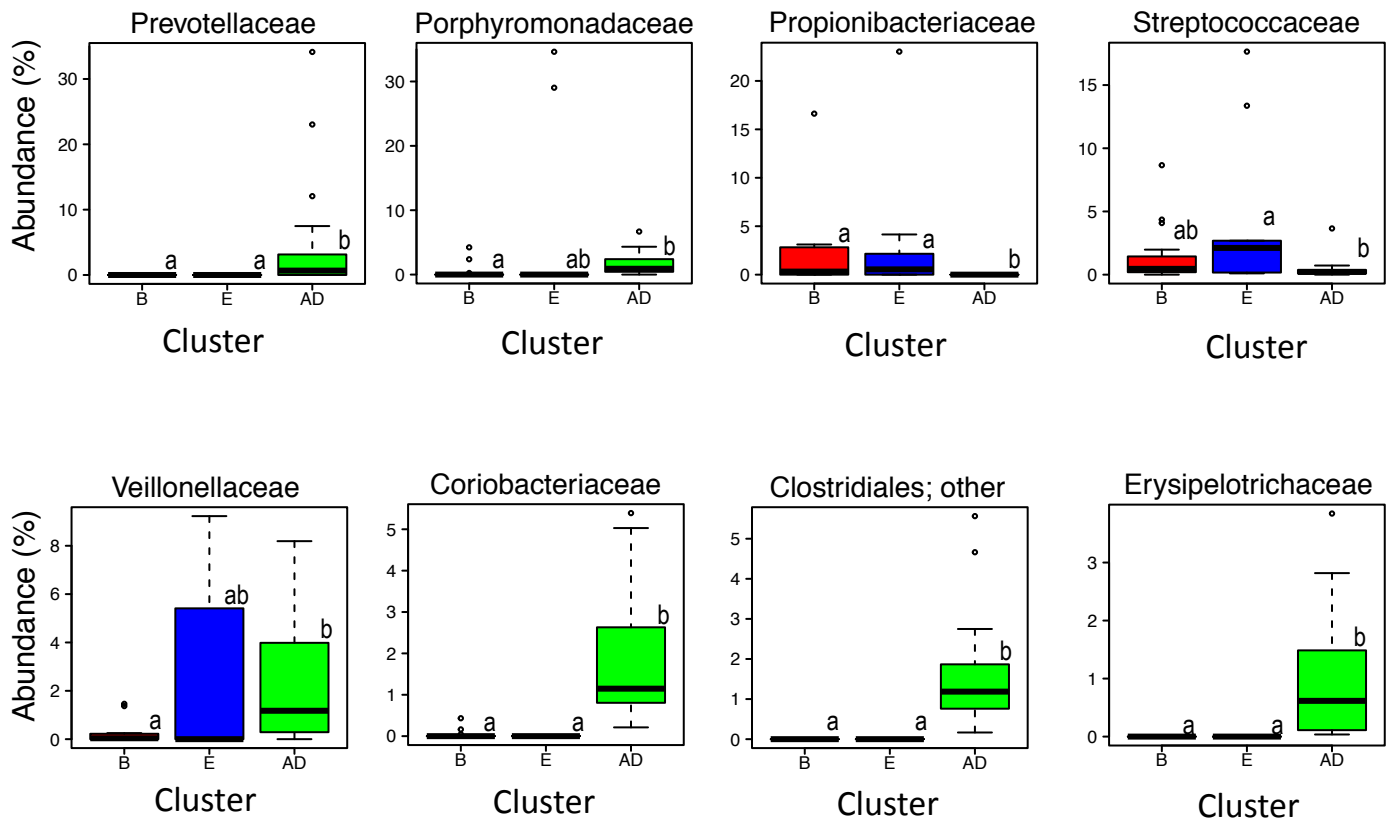 Prevotellaceae
Abundance (%)
30
20
10
0
a
a
b
B E AD
Cluster
Porphyromonadaceae
30
20
10
0
a
ab
b
B E AD
Cluster
Propionibacteriaceae
20
15
10
5
0
a
a
b
B E AD
Cluster
Streptococcaceae
15
10
5
0
ab
a
b
B E AD
Cluster
Veillonellaceae
Abundance (%)
8
6
4
2
0
a
ab
b
B E AD
Cluster
Coriobacteriaceae
5
4
3
2
1
0
a
a
b
B E AD
Cluster
Clostridiales; other
5
4
3
2
1
0
a
a
b
B E AD
Cluster
Erysipelotrichaceae
3
2
1
0
a
a
b
B E AD
Cluster